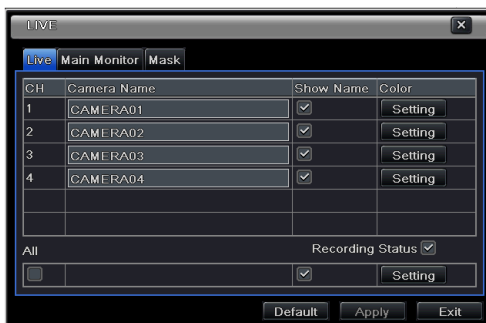 LIVE
Live Main Monitor Mask
CH Camera Name Show Name Color
1 CAMERA01 Setting
2 CAMERA02 Setting
3 CAMERA03 Setting
4 CAMERA04 Setting
All Recording Status
Setting
Default Apply Exit